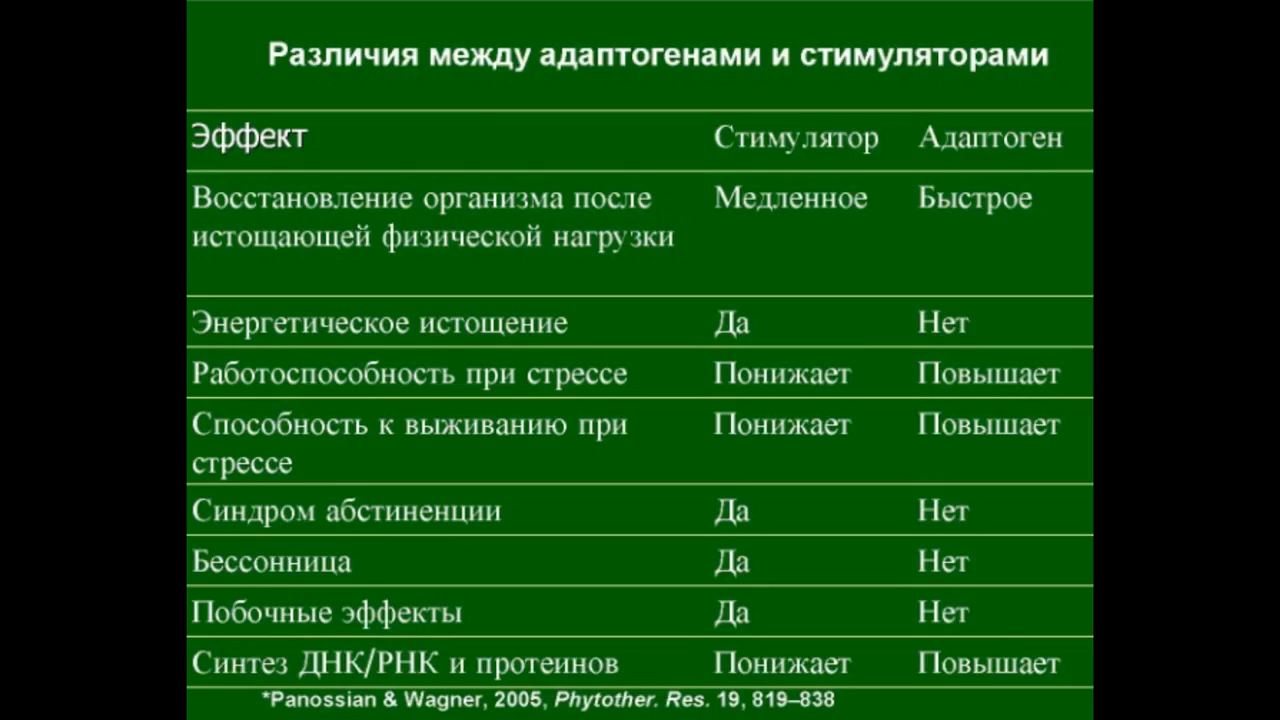 Различия между адаптогенами и стимуляторами
Эффект Стимулятор Адаптоген
Восстановление организма после Медленное Быстрое
истощающей физической нагрузки
Энергетическое истощение Да Нет
Работоспособность при стрессе Понижает Повышает
Способность к выживанию при Понижает Повышает
стрессе
Синдром абстиненции Да Нет
Бессонница Да Нет
Побочные эффекты Да Нет
Синтез ДНК/РНК и протеинов Понижает Повышает
*Panossian & Wagner, 2005, Phytother. Res. 19, 819–838